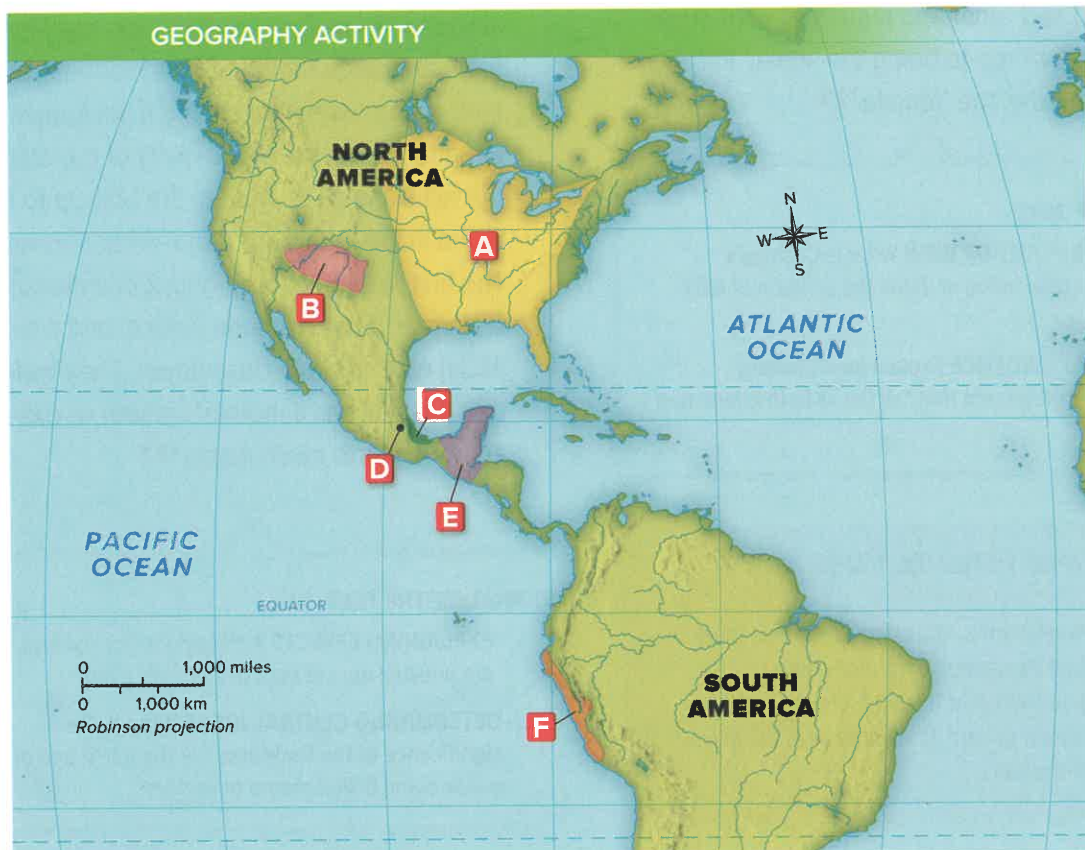 GEOGRAPHY ACTIVITY
NORTH
AMERICA
A
N
W E
S
B
ATLANTIC
OCEAN
C
D
E
PACIFIC
OCEAN
EQUATOR
0 1,000 miles
0 1,000 km
Robinson projection
SOUTH
AMERICA
F